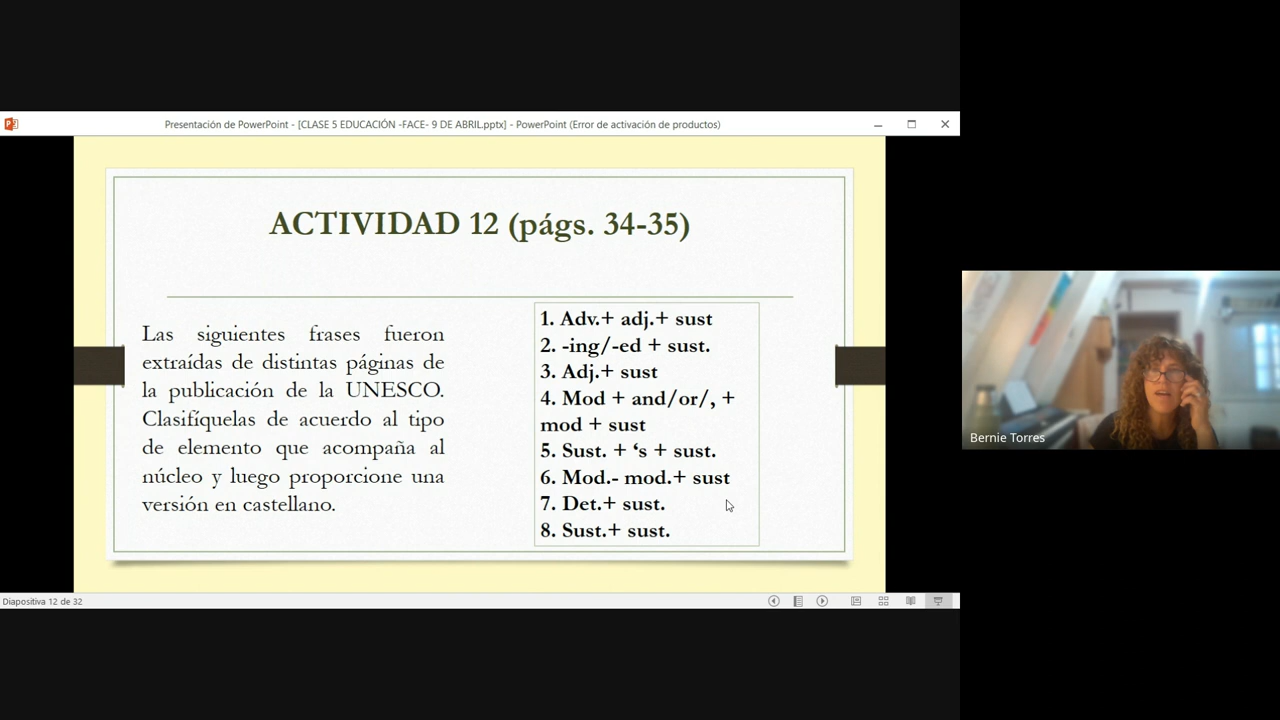 Presentación de PowerPoint - [CLASE 5 EDUCACIÓN -FACE- 9 DE ABRIL.pptx] - PowerPoint (Error de activación de productos)
ACTIVIDAD 12 (págs. 34-35)
Las siguientes frases fueron
extraídas de distintas páginas de
la publicación de la UNESCO.
Clasifíquelas de acuerdo al tipo
de elemento que acompaña al
núcleo y luego proporcione una
versión en castellano.
1. Adv.+ adj.+ sust
2. -ing/-ed + sust.
3. Adj.+ sust
4. Mod + and/or/, +
mod + sust
5. Sust. + ‘s + sust.
6. Mod.- mod.+ sust
7. Det.+ sust.
8. Sust.+ sust.
Bernie Torres
Diapositiva 12 de 32